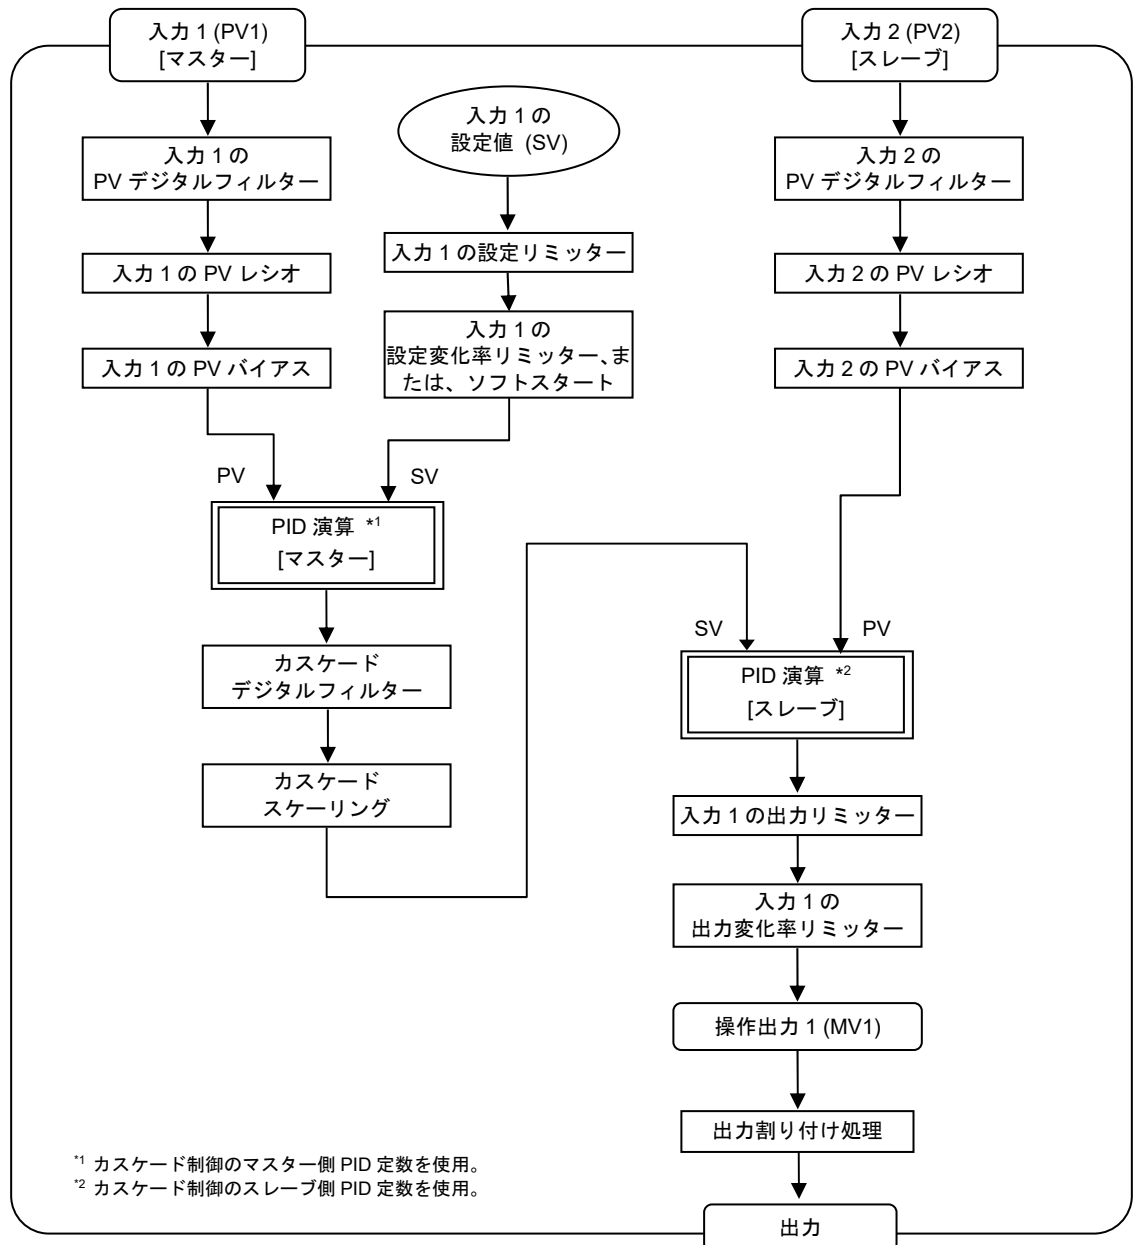 入力 1 (PV1)
[マスター]
入力 2 (PV2)
[スレーブ]
入力 1 の
設定値 (SV)
入力 1 の
PV デジタルフィルター
入力 2 の
PV デジタルフィルター
入力 1 の設定リミッター
入力 1 の PV レシオ
入力 2 の PV レシオ
入力 1 の
設定変化率リミッター、ま
たは、ソフトスタート
入力 1 の PV バイアス
入力 2 の PV バイアス
PV
SV
PID 演算 *1
[マスター]
SV
PV
カスケード
デジタルフィルター
PID 演算 *2
[スレーブ]
カスケード
スケーリング
入力 1 の出力リミッター
入力 1 の
出力変化率リミッター
操作出力 1 (MV1)
出力割り付け処理
*1 カスケード制御のマスター側 PID 定数を使用。
*2 カスケード制御のスレーブ側 PID 定数を使用。
出力